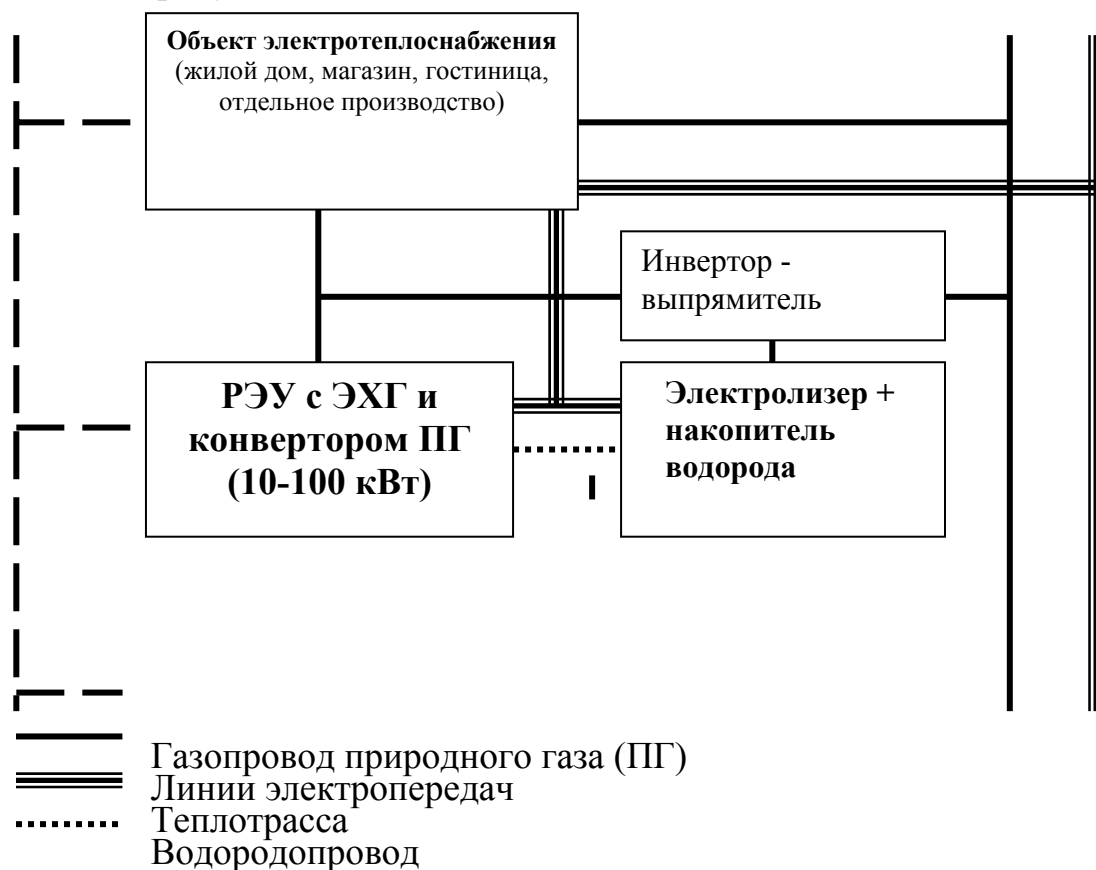 Объект электротеплоснабжения
(жилой дом, магазин, гостиница,
отдельное производство)
Инвертор -
выпрямитель
РЭУ с ЭХГ и
конвертором ПГ
(10-100 кВт)
Электролизер +
накопитель
водорода
Газопровод природного газа (ПГ)
Линии электропередач
Теплотрасса
Водородопровод